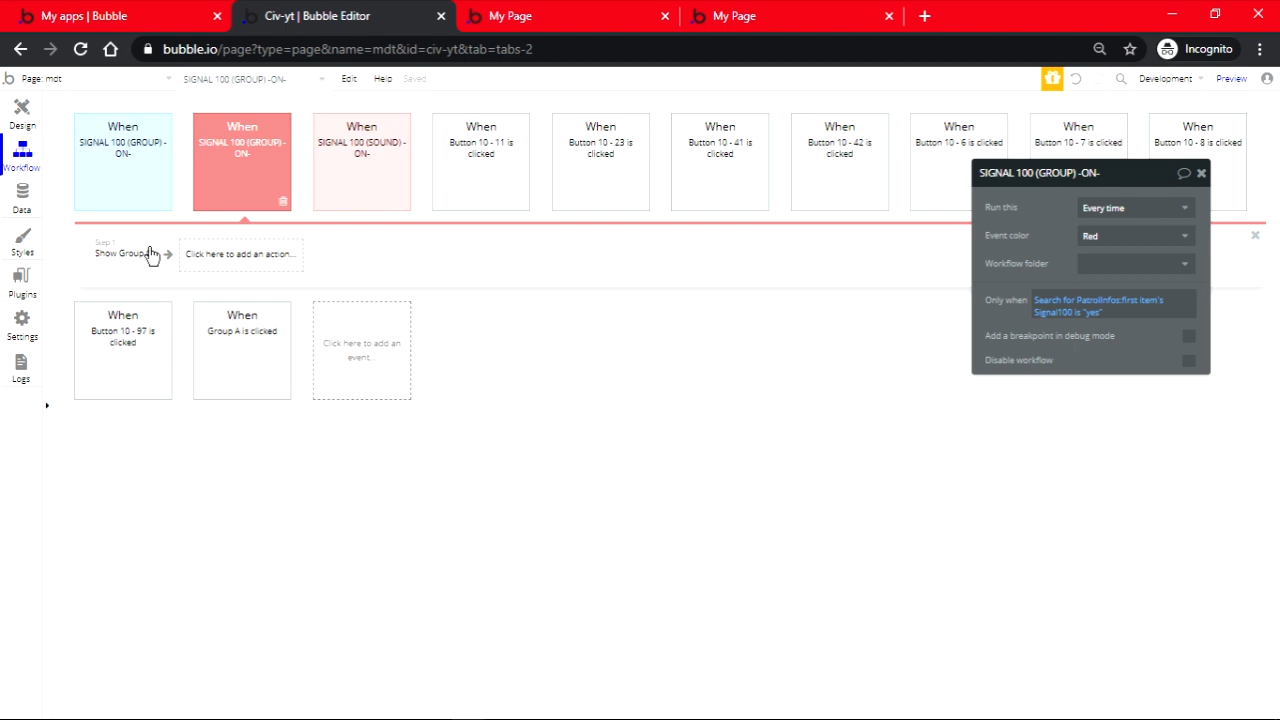 My apps | Bubble
Civ-yt | Bubble Editor
My Page
My Page
bubble.io/page?type=page&name=mdt&id=civ-yt&tab=tabs-2
Incognito
Page: mdt
SIGNAL 100 (GROUP) -ON-
Edit
Help
Saved
Development
Preview
Design
Workflow
Data
Styles
Plugins
Settings
Logs
When
SIGNAL 100 (GROUP) -
ON-
When
SIGNAL 100 (GROUP) -
ON-
When
SIGNAL 100 (SOUND) -
ON-
When
Button 10 - 11 is
clicked
When
Button 10 - 23 is
clicked
When
Button 10 - 41 is
clicked
When
Button 10 - 42 is
clicked
When
Button 10 - 6 is clicked
When
Button 10 - 7 is clicked
When
Button 10 - 8 is clicked
Step 1
Show Group
Click here to add an action...
When
Button 10 - 97 is
clicked
When
Group A is clicked
Click here to add an
event...
SIGNAL 100 (GROUP) -ON-
Run this
Every time
Event color
Red
Workflow folder
Only when
Search for PatrolInfos:first item's
Signal100 is "yes"
Add a breakpoint in debug mode
Disable workflow